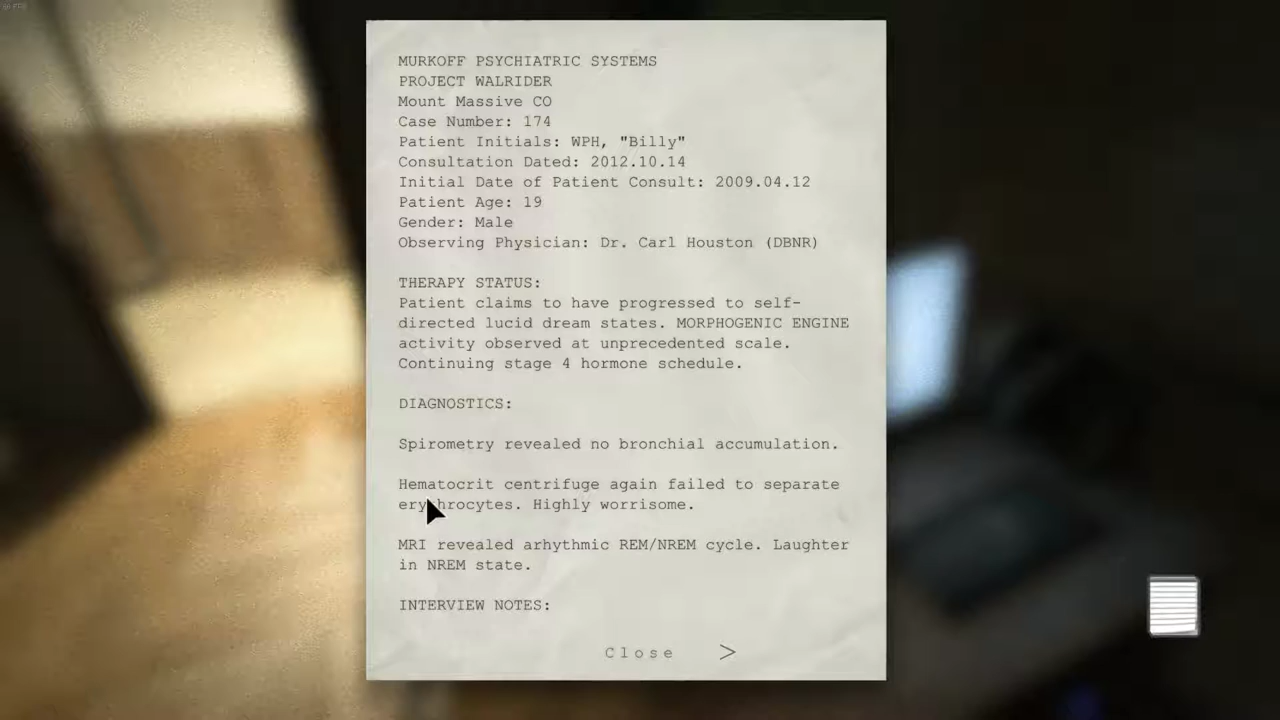 MURKOFF PSYCHIATRIC SYSTEMS
PROJECT WALRIDER
Mount Massive CO
Case Number: 174
Patient Initials: WPH, "Billy"
Consultation Dated: 2012.10.14
Initial Date of Patient Consult: 2009.04.12
Patient Age: 19
Gender: Male
Observing Physician: Dr. Carl Houston (DBNR)
THERAPY STATUS:
Patient claims to have progressed to self-
directed lucid dream states. MORPHOGENIC ENGINE
activity observed at unprecedented scale.
Continuing stage 4 hormone schedule.
DIAGNOSTICS:
Spirometry revealed no bronchial accumulation.
Hematocrit centrifuge again failed to separate
erythrocytes. Highly worrisome.
MRI revealed arhythmic REM/NREM cycle. Laughter
in NREM state.
INTERVIEW NOTES:
Close >